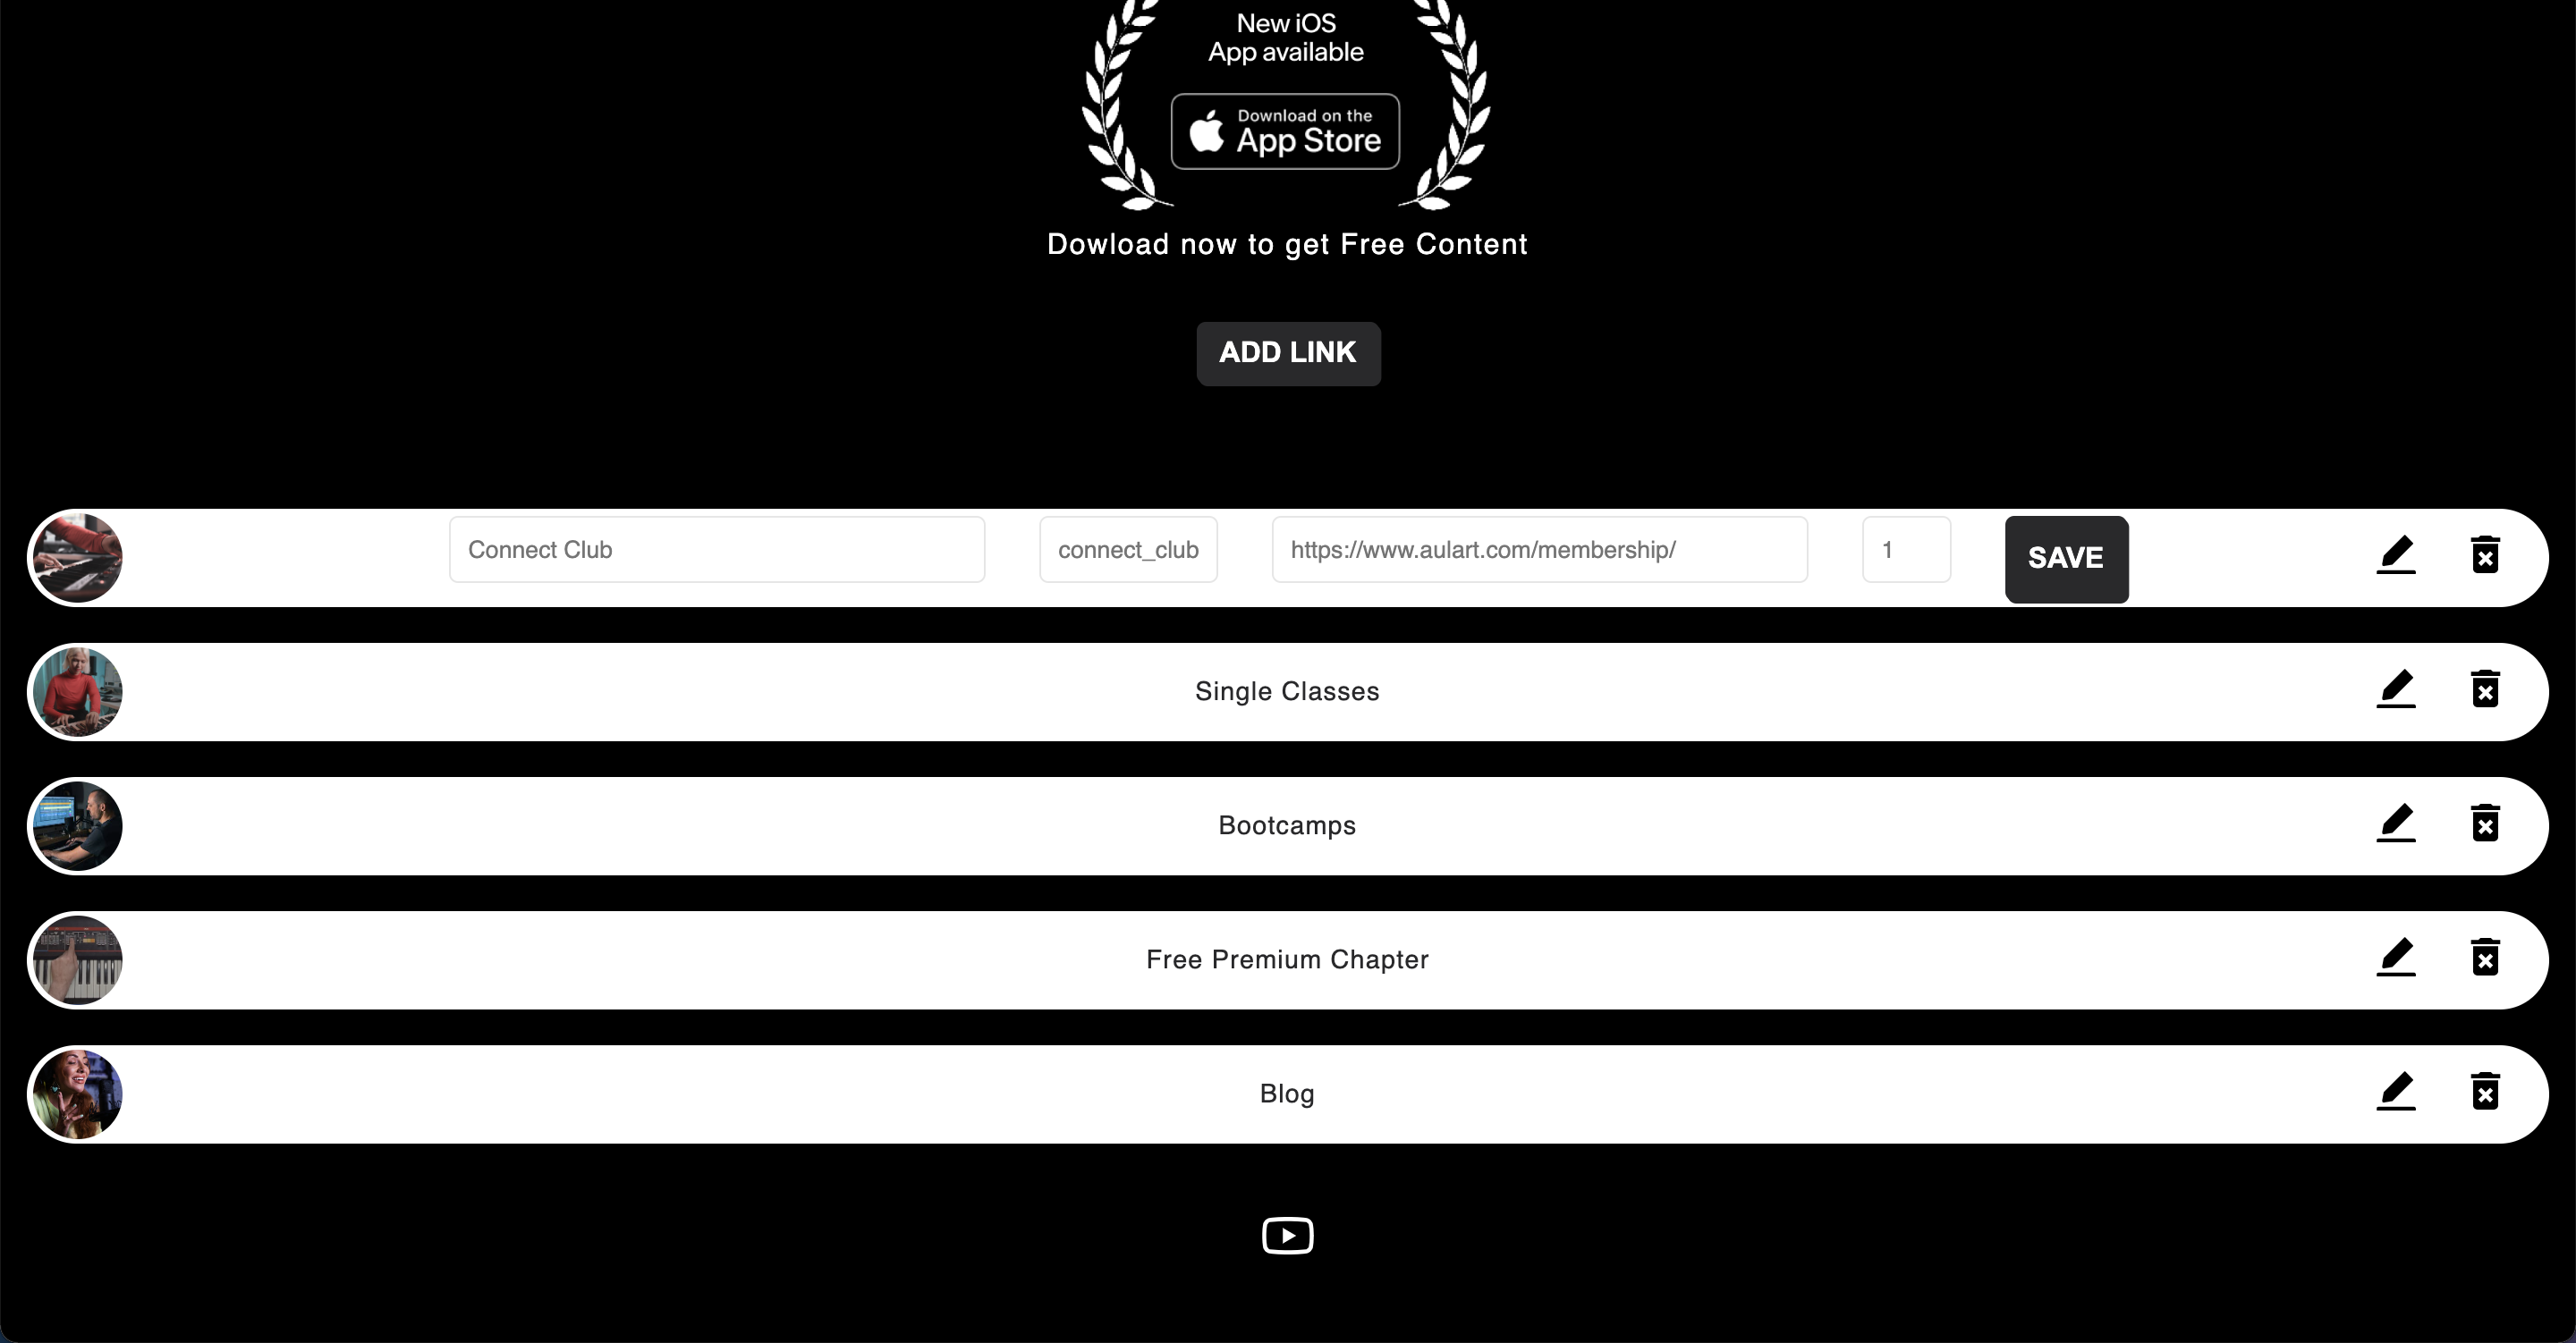 New iOS
App available
Download on the
App Store
Dowload now to get Free Content
ADD LINK
Connect Club
connect_club
https://www.aulart.com/membership/
1
SAVE
Single Classes
Bootcamps
Free Premium Chapter
Blog